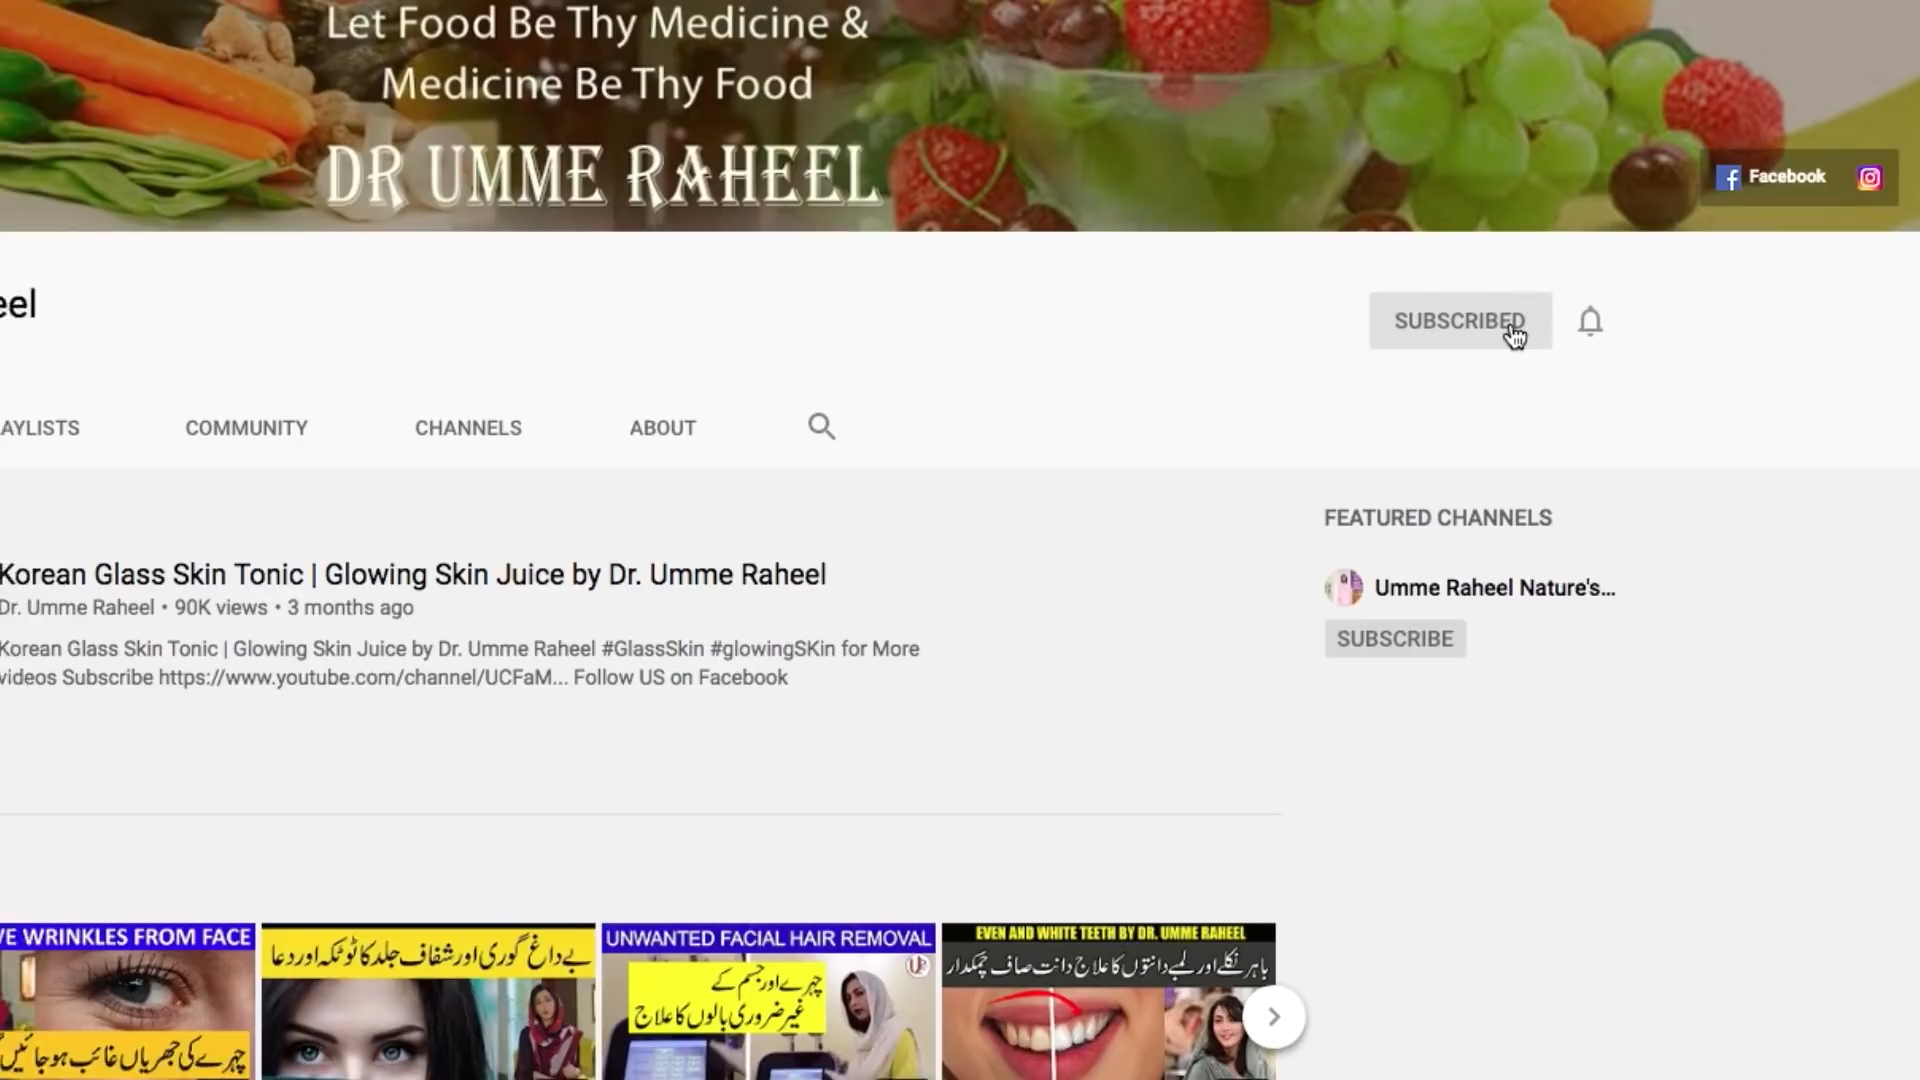 Let Food Be Thy Medicine &
Medicine Be Thy Food
DR UMME RAHEEL
Facebook
eel
SUBSCRIBED
AYLISTS
COMMUNITY
CHANNELS
ABOUT
FEATURED CHANNELS
Korean Glass Skin Tonic | Glowing Skin Juice by Dr. Umme Raheel
Umme Raheel Nature's...
Dr. Umme Raheel • 90K views • 3 months ago
SUBSCRIBE
Korean Glass Skin Tonic | Glowing Skin Juice by Dr. Umme Raheel #GlassSkin #glowingSKin for More
videos Subscribe https://www.youtube.com/channel/UCFaM... Follow US on Facebook
VE WRINKLES FROM FACE
چہرے کی جھریاں غائب ہوجائیں
بے داغ گوری اور شفاف جلد کا ٹوٹکہ اور دعا
UNWANTED FACIAL HAIR REMOVAL
چہرے اور جسم کے
غیر ضروری بالوں کا علاج
EVEN AND WHITE TEETH BY DR. UMME RAHEEL
باہر نکلے اور لمبے دانتوں کا علاج دانت صاف چمکدار